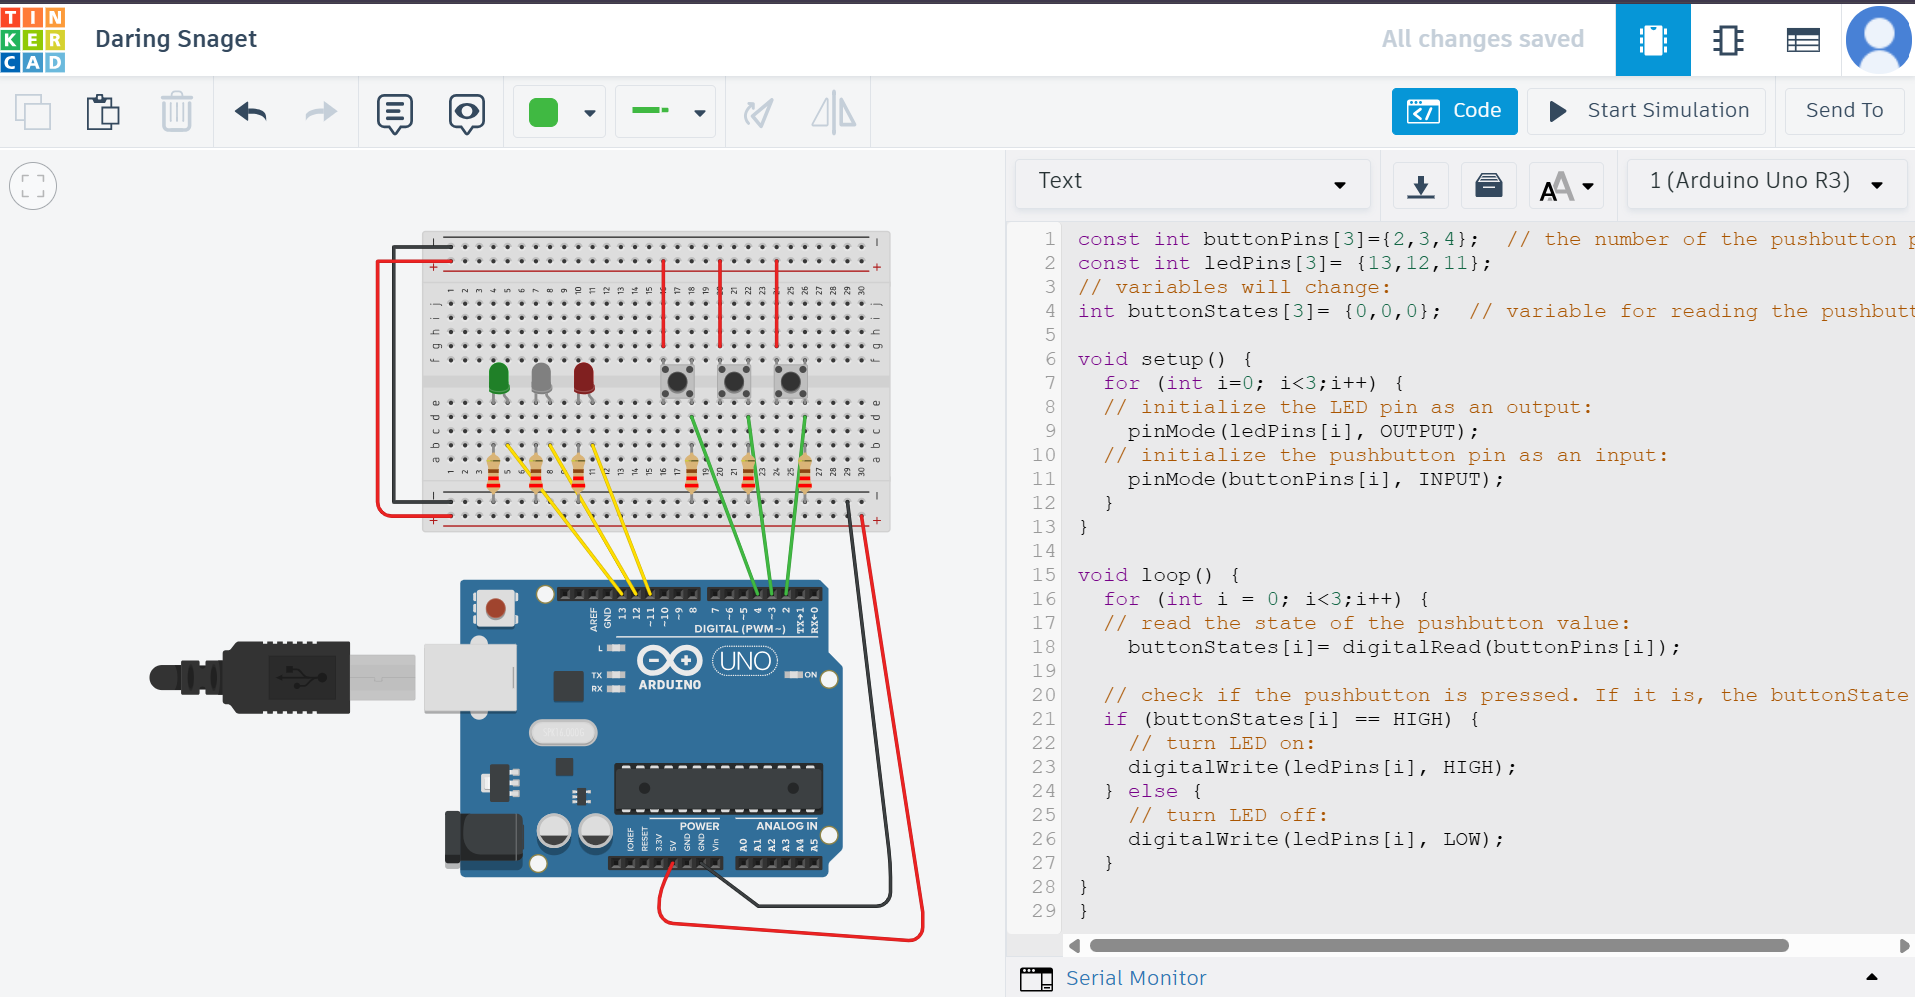 TIN
KER
CAD
Daring Snaget
All changes saved
Code
Start Simulation
Send To
Text
1 (Arduino Uno R3)
1 const int buttonPins[3]={2,3,4};  // the number of the pushbutton p
2 const int ledPins[3]= {13,12,11};
3 // variables will change:
4 int buttonStates[3]= {0,0,0};  // variable for reading the pushbutt
5
6 void setup() {
7   for (int i=0; i<3;i++) {
8   // initialize the LED pin as an output:
9     pinMode(ledPins[i], OUTPUT);
10   // initialize the pushbutton pin as an input:
11     pinMode(buttonPins[i], INPUT);
12   }
13 }
14
15 void loop() {
16   for (int i = 0; i<3;i++) {
17   // read the state of the pushbutton value:
18     buttonStates[i]= digitalRead(buttonPins[i]);
19
20   // check if the pushbutton is pressed. If it is, the buttonState
21   if (buttonStates[i] == HIGH) {
22     // turn LED on:
23     digitalWrite(ledPins[i], HIGH);
24   } else {
25     // turn LED off:
26     digitalWrite(ledPins[i], LOW);
27   }
28 }
29 }
Serial Monitor
AREF GND 13 12 ~11 ~10 ~9 8 7 ~6 ~5 4 ~3 2 TX→1 RX←0
DIGITAL (PWM~)
L
TX
RX
ARDUINO
UNO
ON
POWER
ANALOG IN
IOREF RESET 3.3V 5V GND GND Vin A0 A1 A2 A3 A4 A5